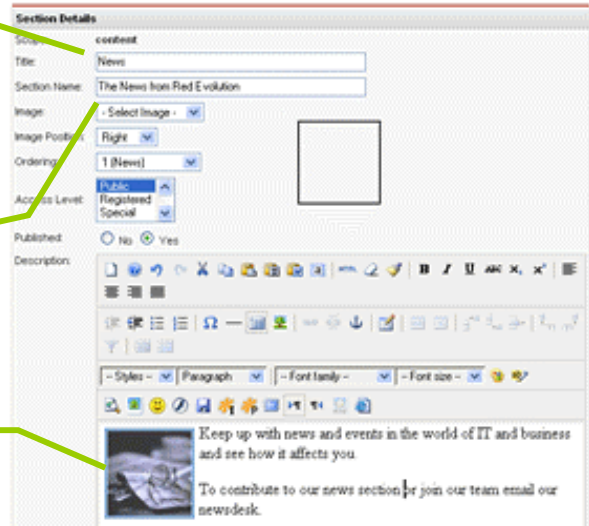 Section Details
Scope content
Title: News
Section Name: The News from Red Evolution
Image: - Select Image -
Image Position: Right
Ordering: 1 (News)
Access Level: Public
Registered
Special
Published: No Yes
Description:
HTML
B I U ABC x, x'
Ω —
-- Styles -- Paragraph -- Font family -- -- Font size --
Keep up with news and events in the world of IT and business
and see how it affects you.
To contribute to our news section or join our team email our
newsdesk.